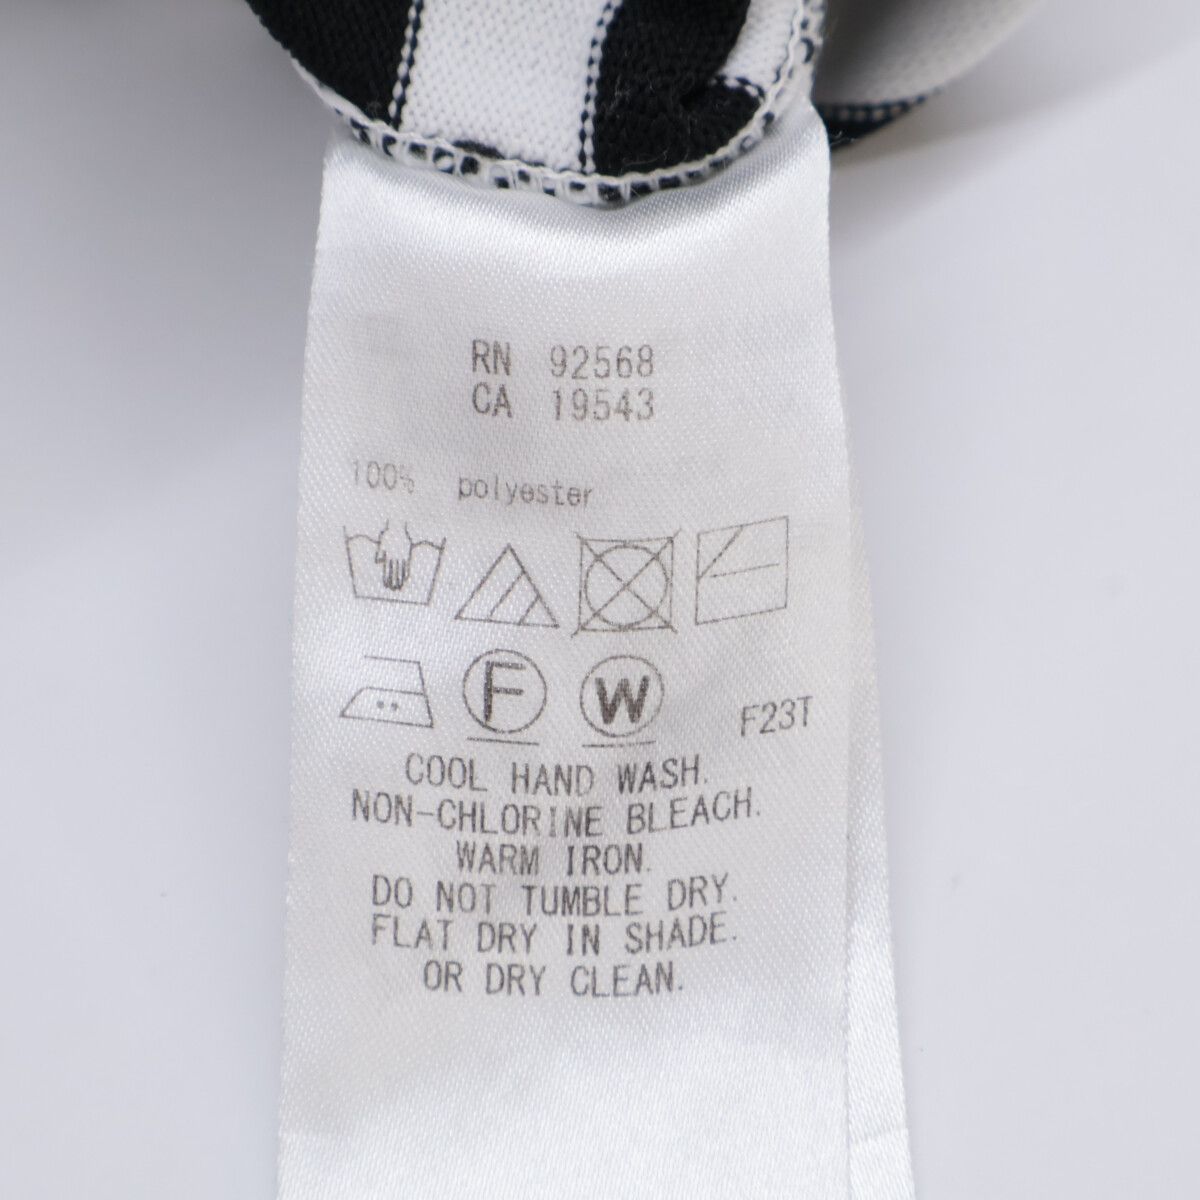 RN 92568
CA 19543
100% polyester
F W F23T
COOL HAND WASH.
NON-CHLORINE BLEACH.
WARM IRON.
DO NOT TUMBLE DRY.
FLAT DRY IN SHADE.
OR DRY CLEAN.